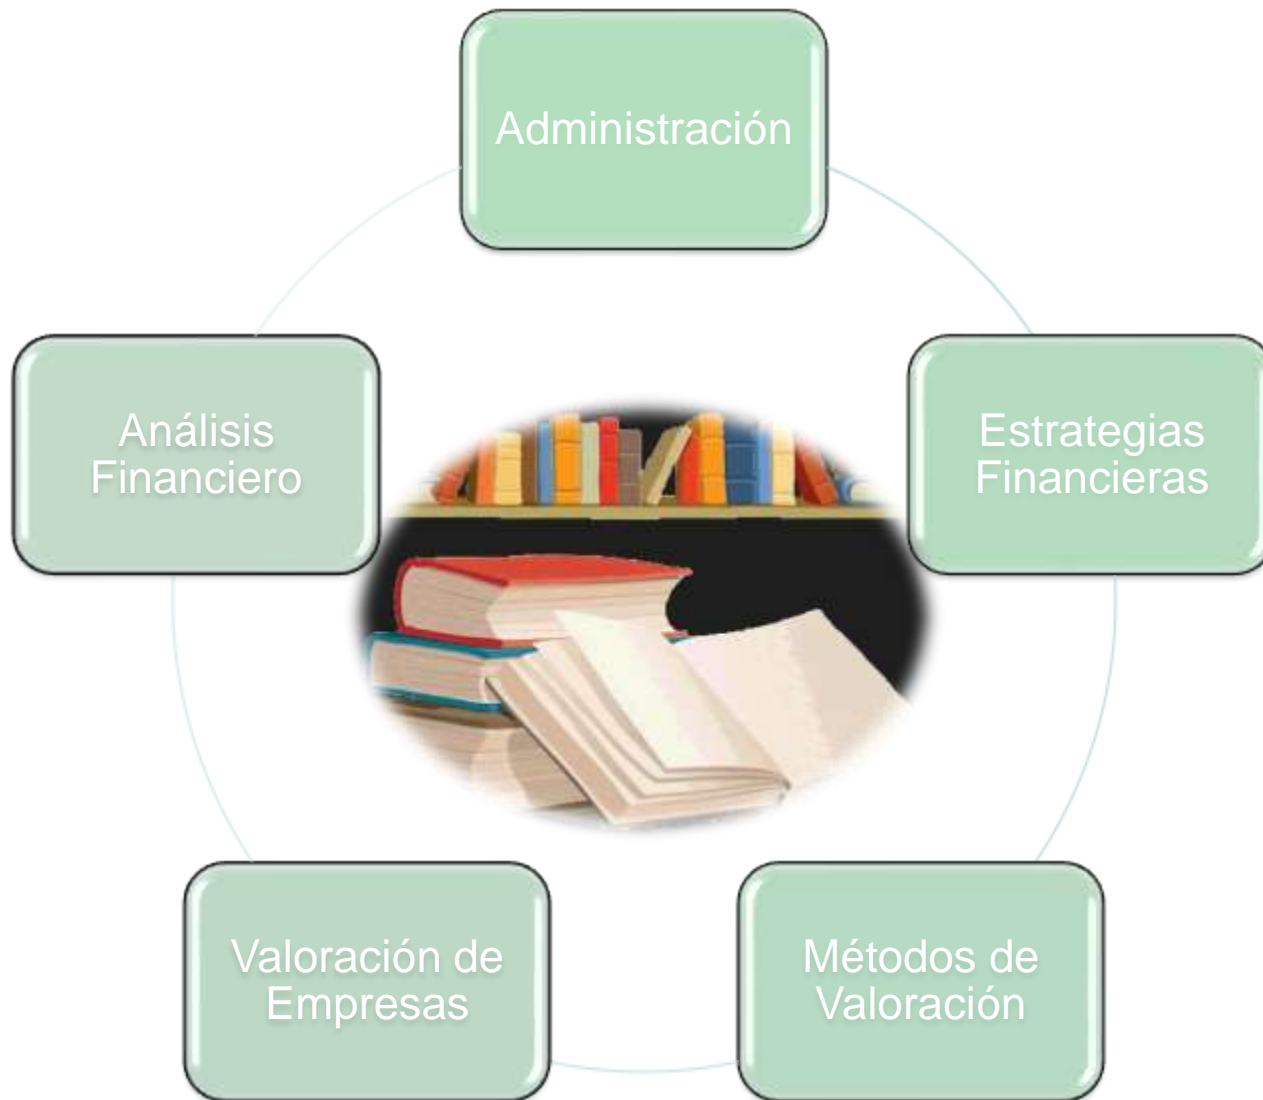 Administración
Análisis
Financiero
Estrategias
Financieras
Valoración de
Empresas
Métodos de
Valoración